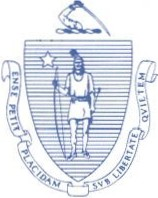 ENSE PETIT
PLACIDAM
SVB LIBERTATE
QVIETEM